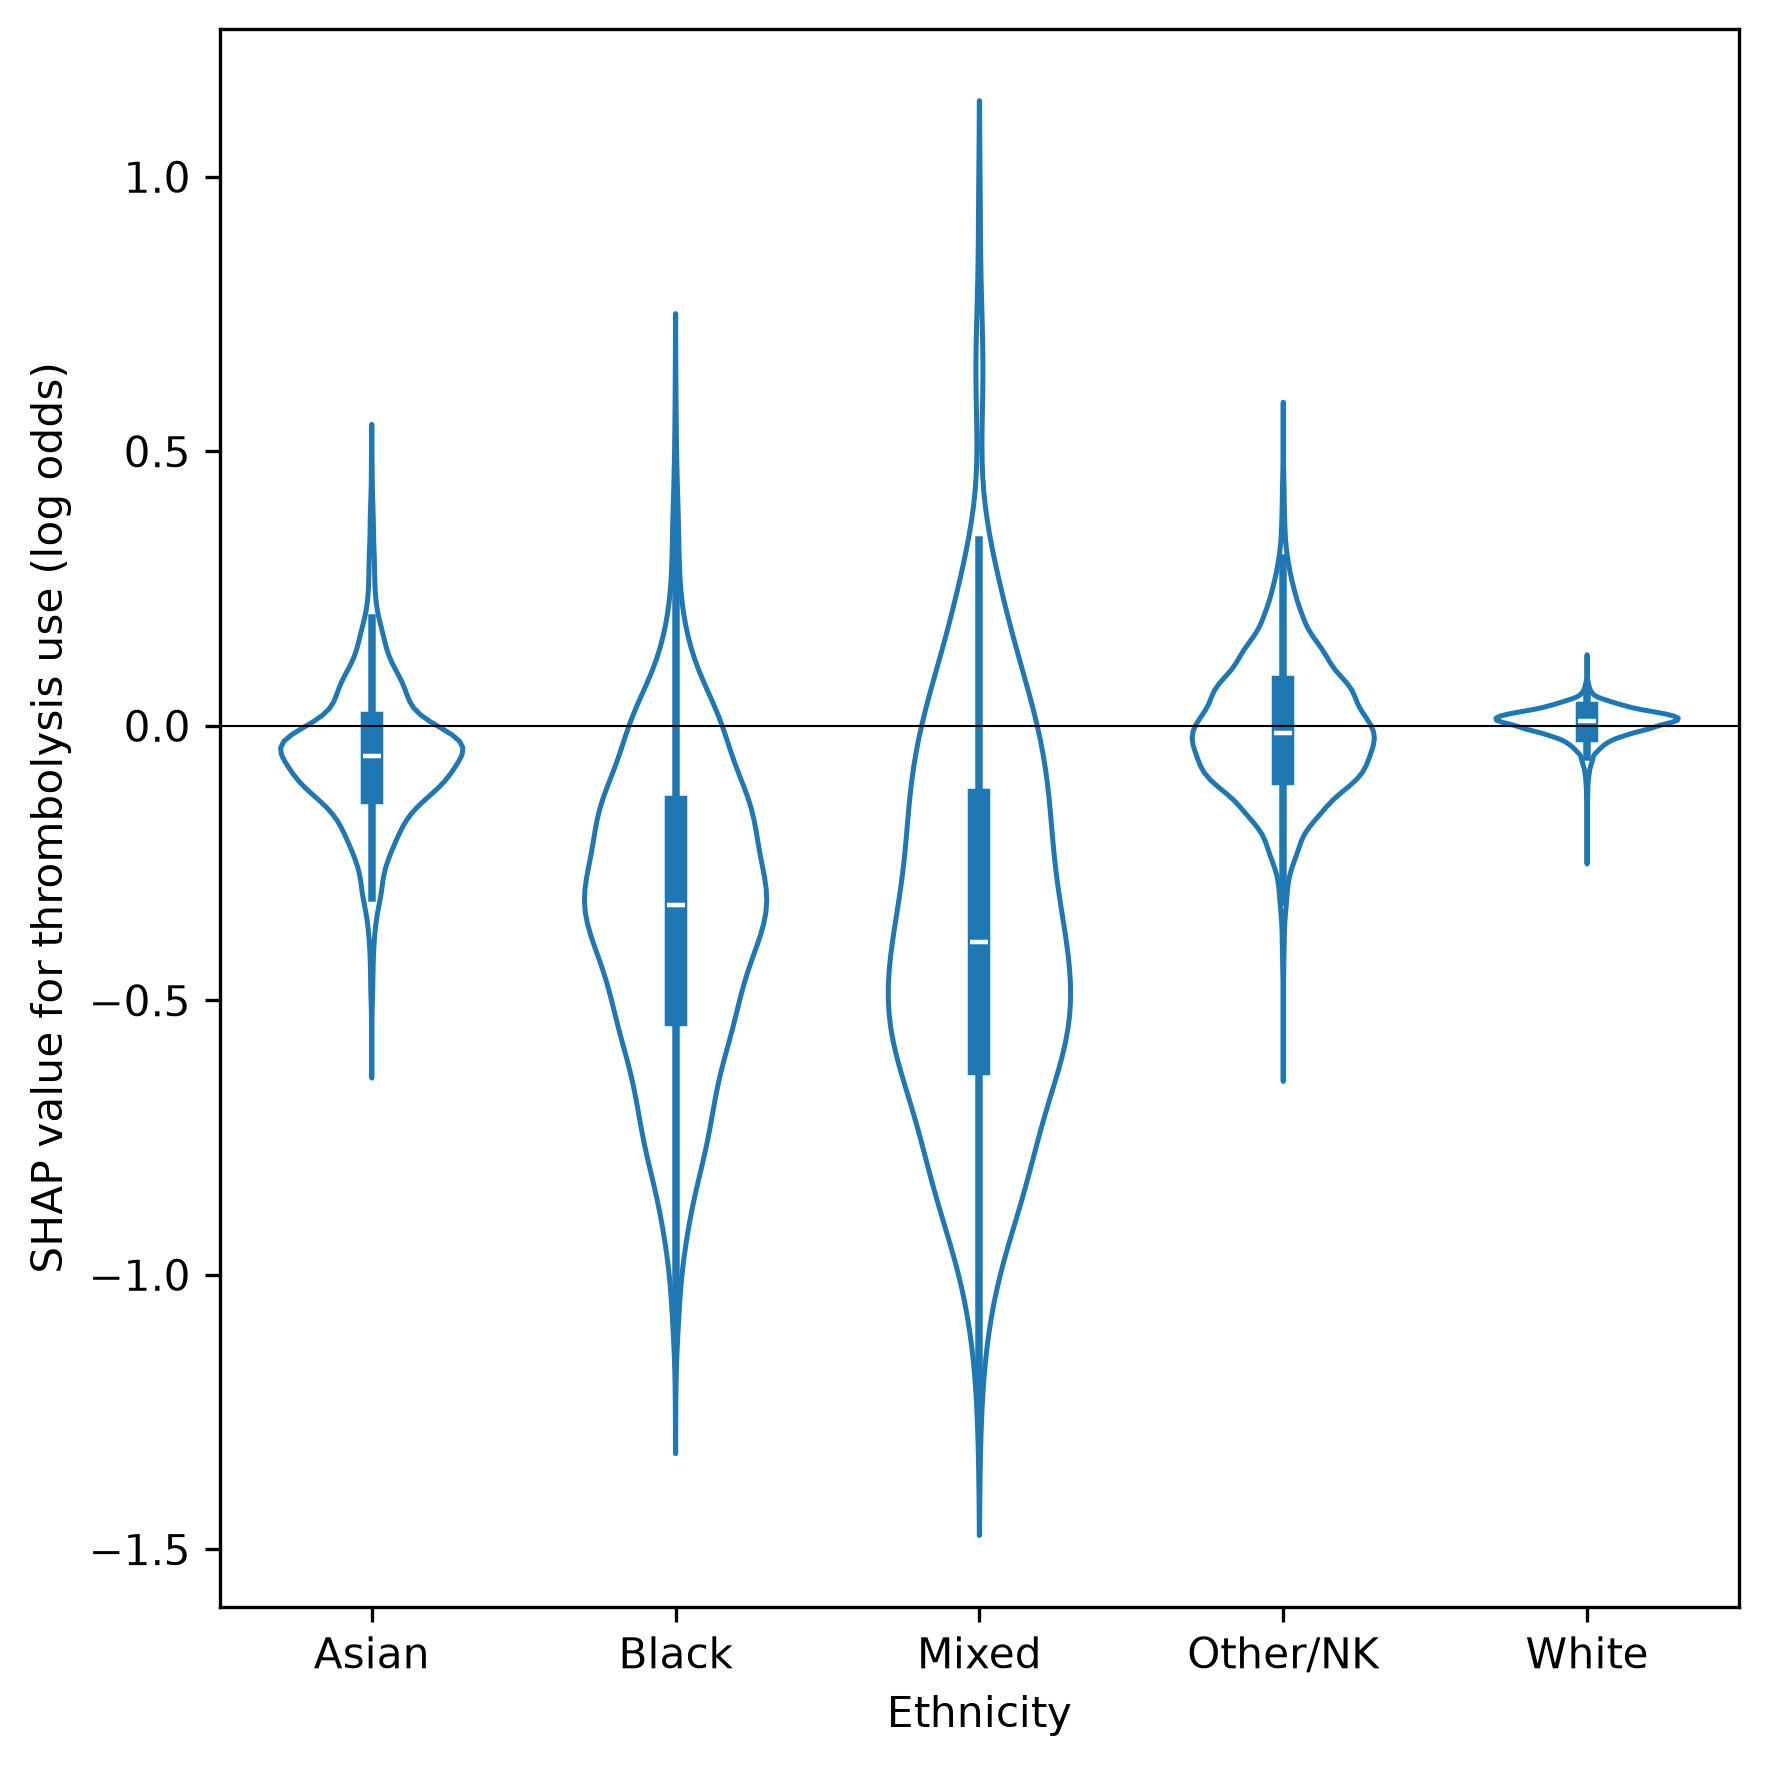 1.0
0.5
0.0
−0.5
−1.0
−1.5
SHAP value for thrombolysis use (log odds)
Asian
Black
Mixed
Other/NK
White
Ethnicity